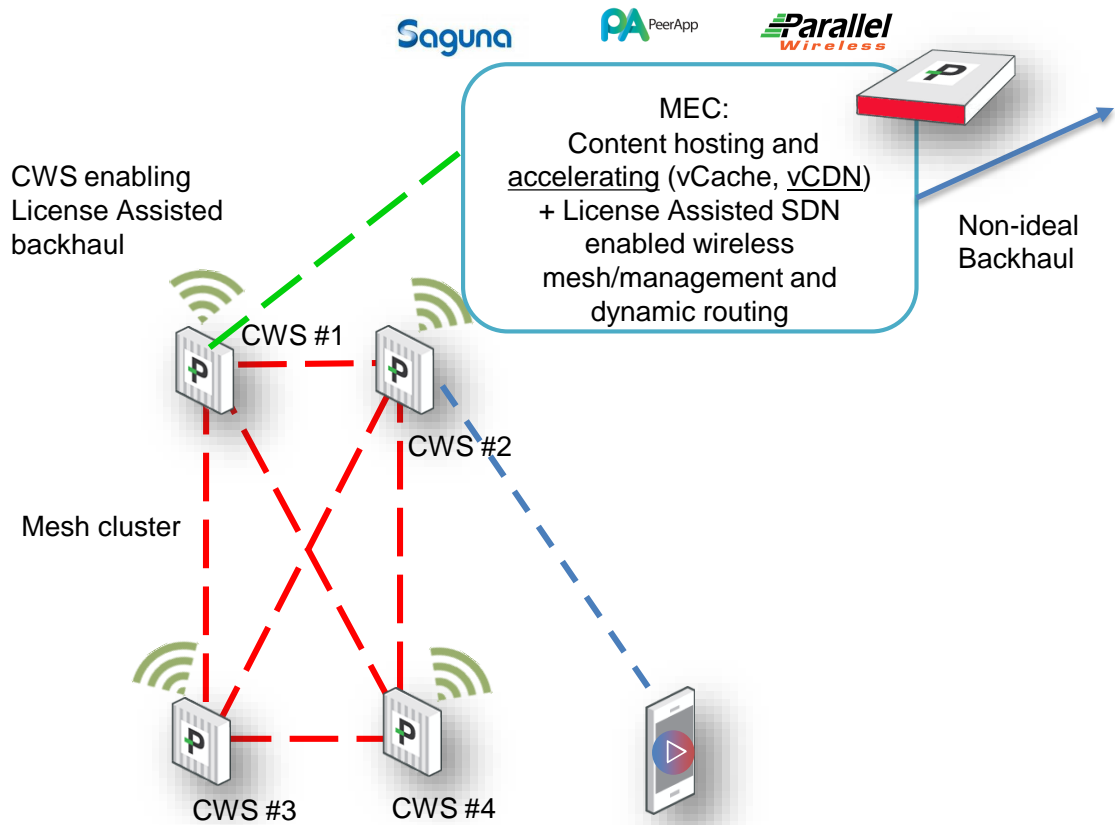 Saguna
PA PeerApp
Parallel
Wireless
P
MEC:
Content hosting and
accelerating (vCache, vCDN)
+ License Assisted SDN
enabled wireless
mesh/management and
dynamic routing
CWS enabling
License Assisted
backhaul
Non-ideal
Backhaul
CWS #1
P
P
CWS #2
Mesh cluster
P
P
CWS #3
CWS #4